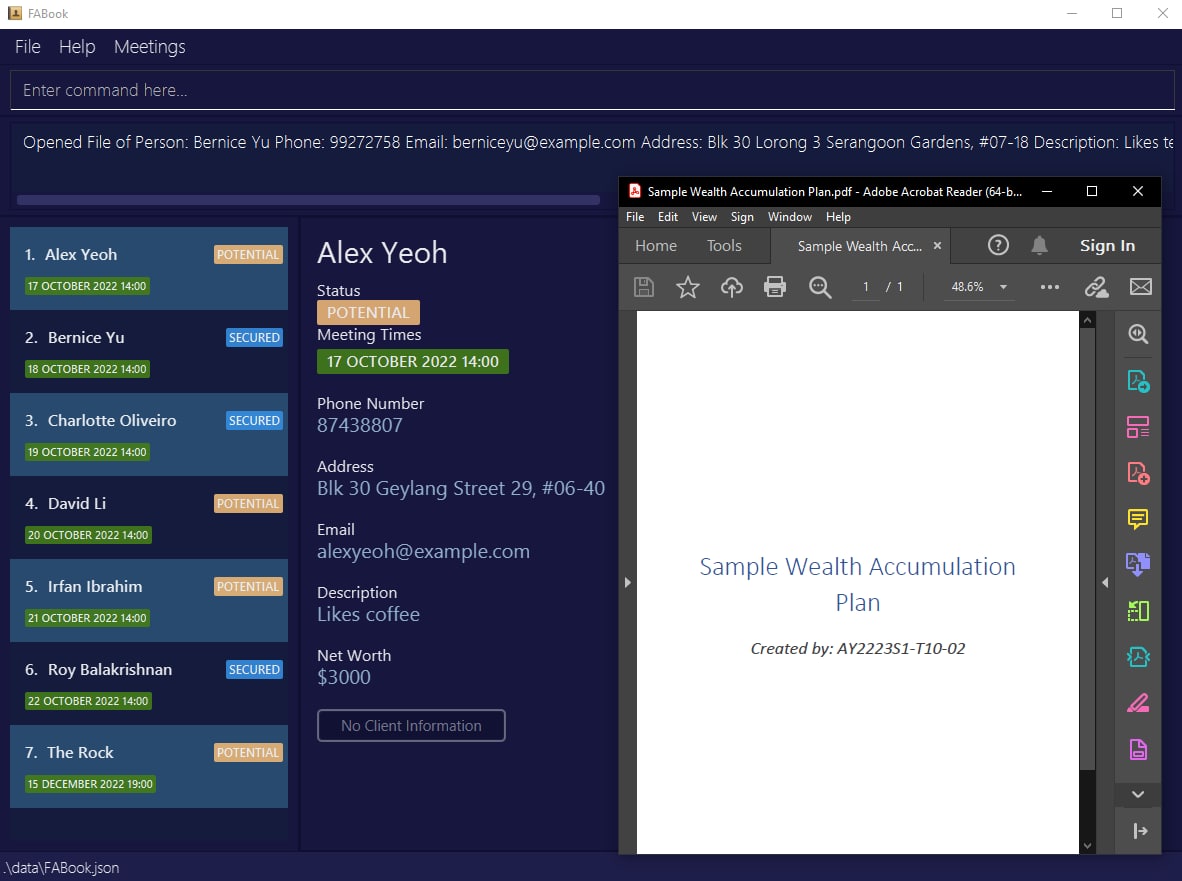 FABook
File Help Meetings
Enter command here...
Opened File of Person: Bernice Yu Phone: 99272758 Email: berniceyu@example.com Address: Blk 30 Lorong 3 Serangoon Gardens, #07-18 Description: Likes te
1. Alex Yeoh POTENTIAL
17 OCTOBER 2022 14:00
2. Bernice Yu SECURED
18 OCTOBER 2022 14:00
3. Charlotte Oliveiro SECURED
19 OCTOBER 2022 14:00
4. David Li POTENTIAL
20 OCTOBER 2022 14:00
5. Irfan Ibrahim POTENTIAL
21 OCTOBER 2022 14:00
6. Roy Balakrishnan SECURED
22 OCTOBER 2022 14:00
7. The Rock POTENTIAL
15 DECEMBER 2022 19:00
Alex Yeoh
Status
POTENTIAL
Meeting Times
17 OCTOBER 2022 14:00
Phone Number
87438807
Address
Blk 30 Geylang Street 29, #06-40
Email
alexyeoh@example.com
Description
Likes coffee
Net Worth
$3000
No Client Information
Sample Wealth Accumulation Plan.pdf - Adobe Acrobat Reader (64-b...
File Edit View Sign Window Help
Home Tools Sample Wealth Acc... × Sign In
1 / 1 48.6%
Sample Wealth Accumulation
Plan
Created by: AY2223S1-T10-02
.\data\FABook.json